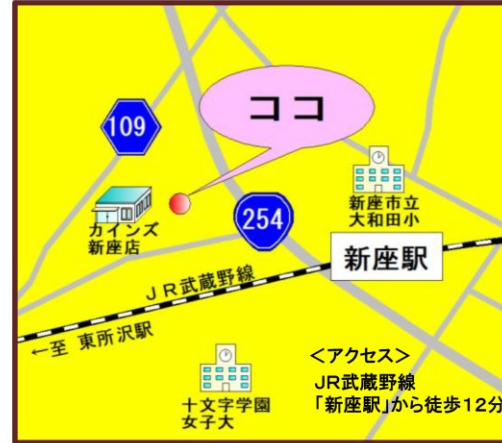 ココ
109
カインズ
新座店
254
新座市立
大和田小
新座駅
JR武蔵野線
←至 東所沢駅
十文字学園
女子大
＜アクセス＞
JR武蔵野線
「新座駅」から徒歩12分